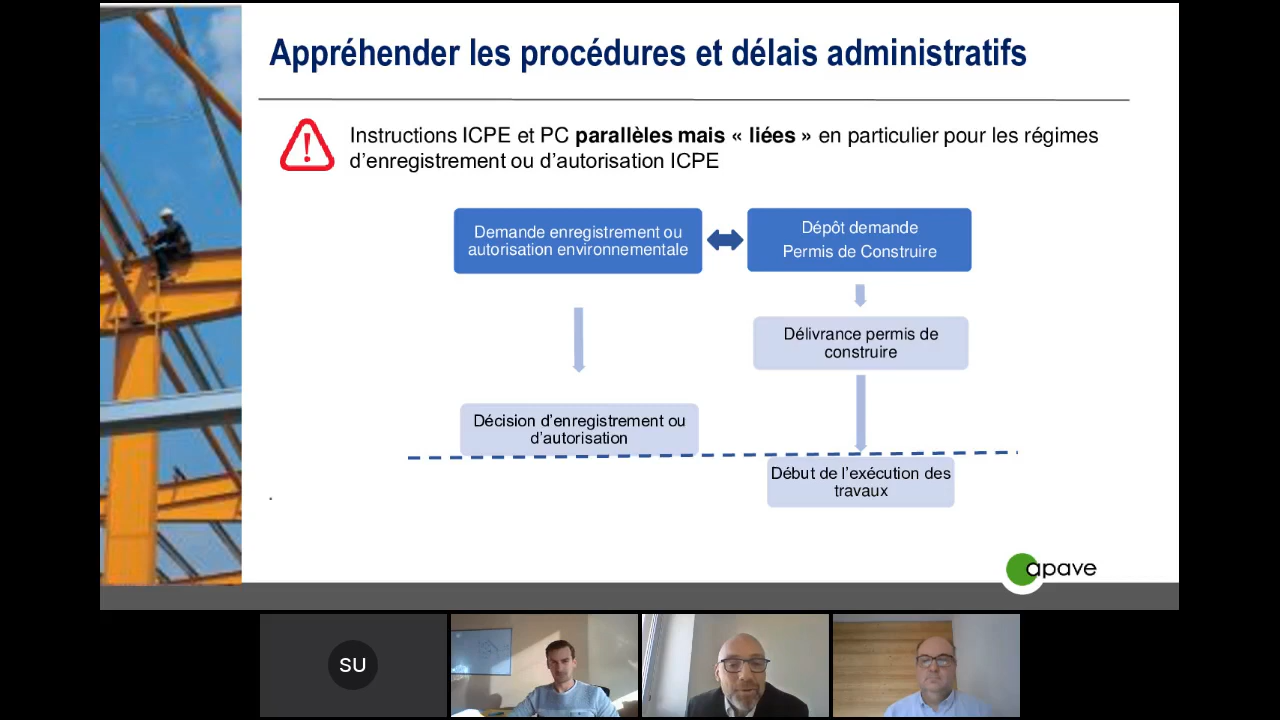 Appréhender les procédures et délais administratifs
Instructions ICPE et PC parallèles mais « liées » en particulier pour les régimes
d’enregistrement ou d’autorisation ICPE
Demande enregistrement ou
autorisation environnementale
Dépôt demande
Permis de Construire
Délivrance permis de
construire
Décision d’enregistrement ou
d’autorisation
Début de l’exécution des
travaux
.
apave
SU